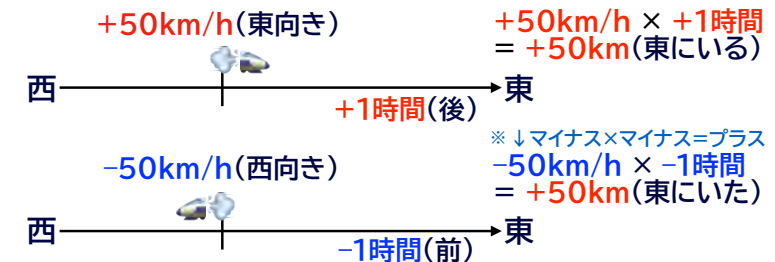 +50km/h(東向き)
+50km/h × +1時間
= +50km(東にいる)
西
東
+1時間(後)
※↓マイナス×マイナス=プラス
−50km/h(西向き)
−50km/h × −1時間
= +50km(東にいた)
西
東
−1時間(前)